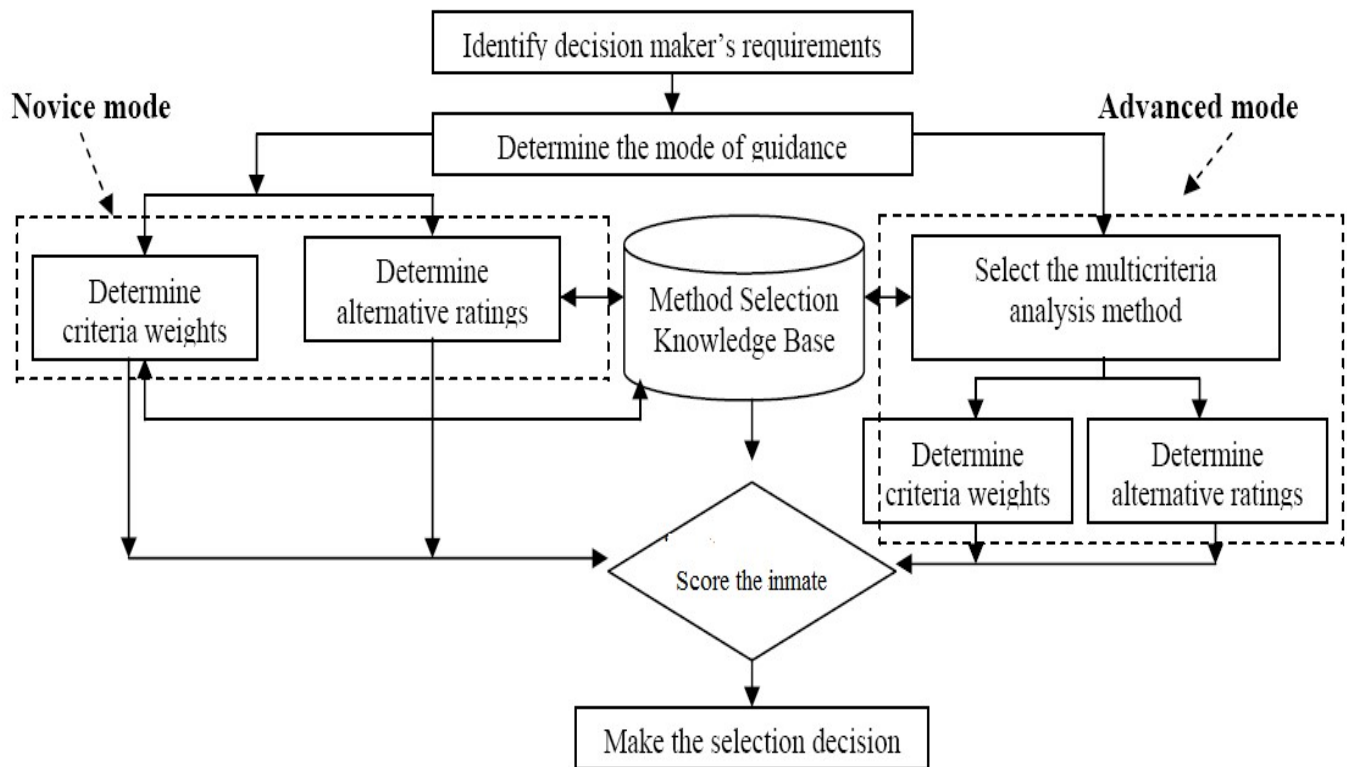 Identify decision maker's requirements
Novice mode
Advanced mode
Determine the mode of guidance
Determine
criteria weights
Determine
alternative ratings
Method Selection
Knowledge Base
Select the multicriteria
analysis method
Determine
criteria weights
Determine
alternative ratings
Score the inmate
Make the selection decision